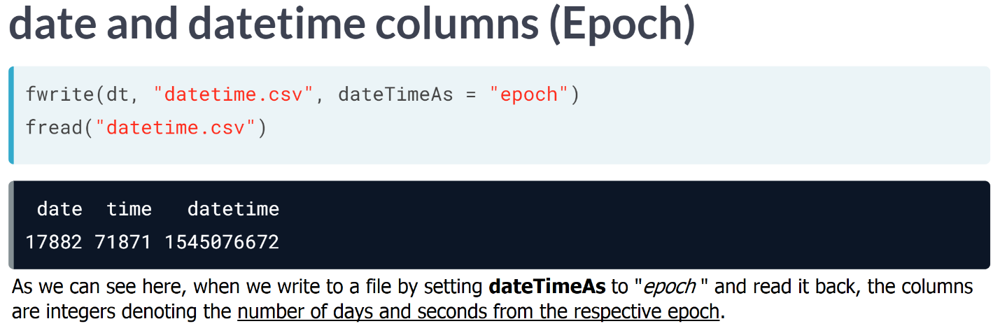 date and datetime columns (Epoch)
fwrite(dt, "datetime.csv", dateTimeAs = "epoch")
fread("datetime.csv")
date time datetime
17882 71871 1545076672
As we can see here, when we write to a file by setting dateTimeAs to "epoch " and read it back, the columns
are integers denoting the number of days and seconds from the respective epoch.